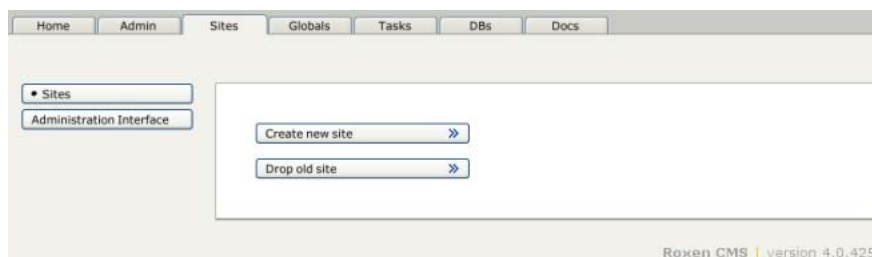 Home Admin Sites Globals Tasks DBs Docs
• Sites
Administration Interface
Create new site »
Drop old site »
Roxen CMS | version 4.0.425